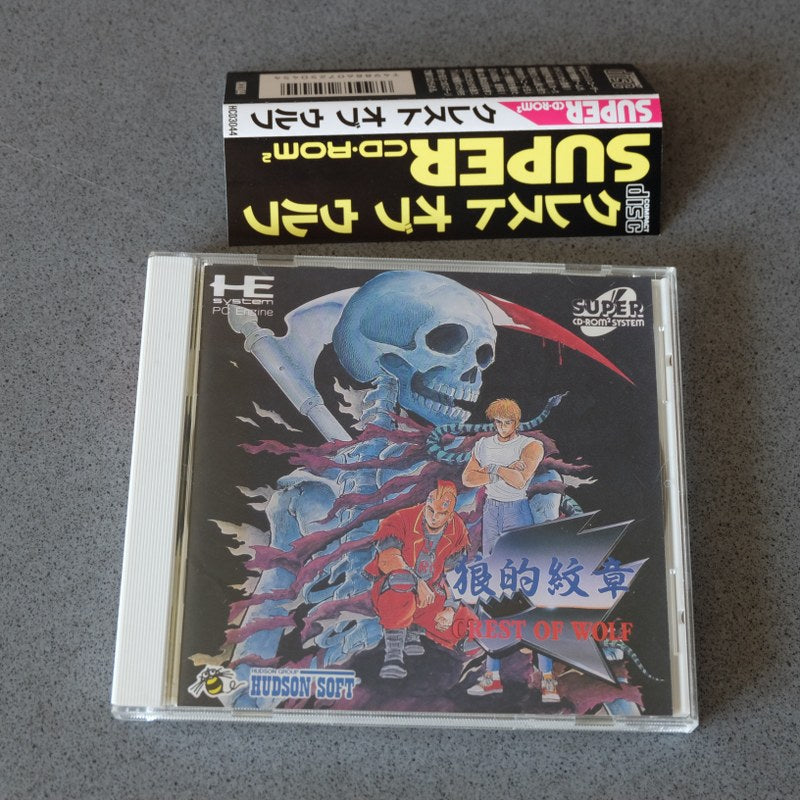 SUPER CD-ROM²
クレスト オブ ウルフ
HCD3044
T4988607250454
SUPER CD・ROM²
クレスト オブ ウルフ
COMPACT
disc
HE
system
PC Engine
SUPER
CD-ROM² SYSTEM
狼的紋章
CREST OF WOLF
HUDSON GROUP
HUDSON SOFT